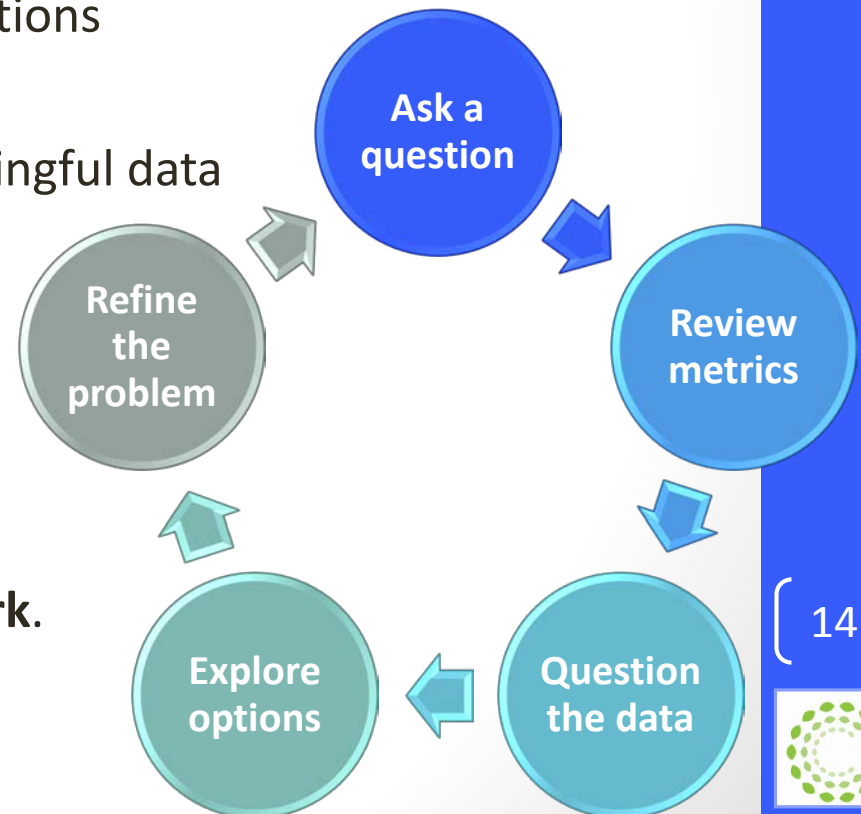 tions
ingful data
rk.
Ask a
question
Review
metrics
Question
the data
Explore
options
Refine
the
problem
14